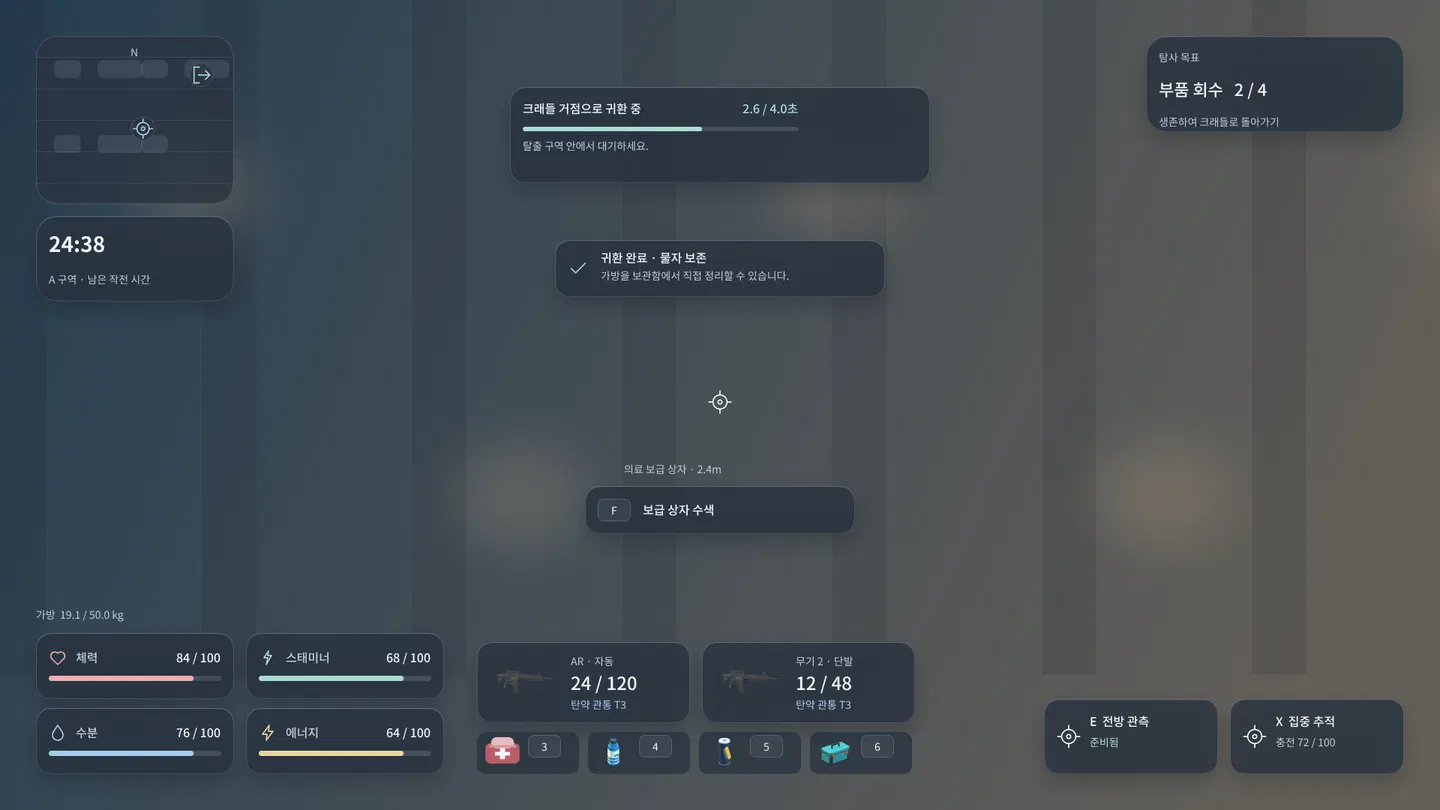 N
24:38
A 구역 · 남은 작전 시간
크래들 거점으로 귀환 중 2.6 / 4.0초
탈출 구역 안에서 대기하세요.
탐사 목표
부품 회수 2 / 4
생존하여 크래들로 돌아가기
귀환 완료 · 물자 보존
가방을 보관함에서 직접 정리할 수 있습니다.
의료 보급 상자 · 2.4m
F 보급 상자 수색
가방 19.1 / 50.0 kg
체력 84 / 100
스태미너 68 / 100
수분 76 / 100
에너지 64 / 100
AR · 자동
24 / 120
탄약 관통 T3
무기 2 · 단발
12 / 48
탄약 관통 T3
3
4
5
6
E 전방 관측
준비됨
X 집중 추적
충전 72 / 100